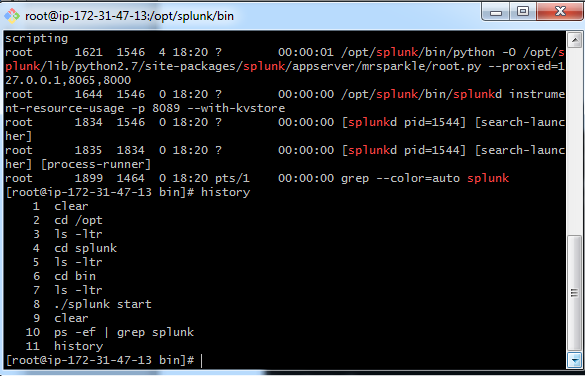 root@ip-172-31-47-13:/opt/splunk/bin
scripting
root      1621  1546  4 18:20 ?        00:00:01 /opt/splunk/bin/python -O /opt/s
plunk/lib/python2.7/site-packages/splunk/appserver/mrsparkle/root.py --proxied=1
27.0.0.1,8065,8000
root      1644  1546  0 18:20 ?        00:00:00 /opt/splunk/bin/splunkd instrume
nt-resource-usage -p 8089 --with-kvstore
root      1834  1546  0 18:20 ?        00:00:00 [splunkd pid=1544] [search-launc
her]
root      1835  1834  0 18:20 ?        00:00:00 [splunkd pid=1544] [search-launc
her] [process-runner]
root      1899  1464  0 18:20 pts/1    00:00:00 grep --color=auto splunk
[root@ip-172-31-47-13 bin]# history
    1  clear
    2  cd /opt
    3  ls -ltr
    4  cd splunk
    5  ls -ltr
    6  cd bin
    7  ls -ltr
    8  ./splunk start
    9  clear
   10  ps -ef | grep splunk
   11  history
[root@ip-172-31-47-13 bin]#